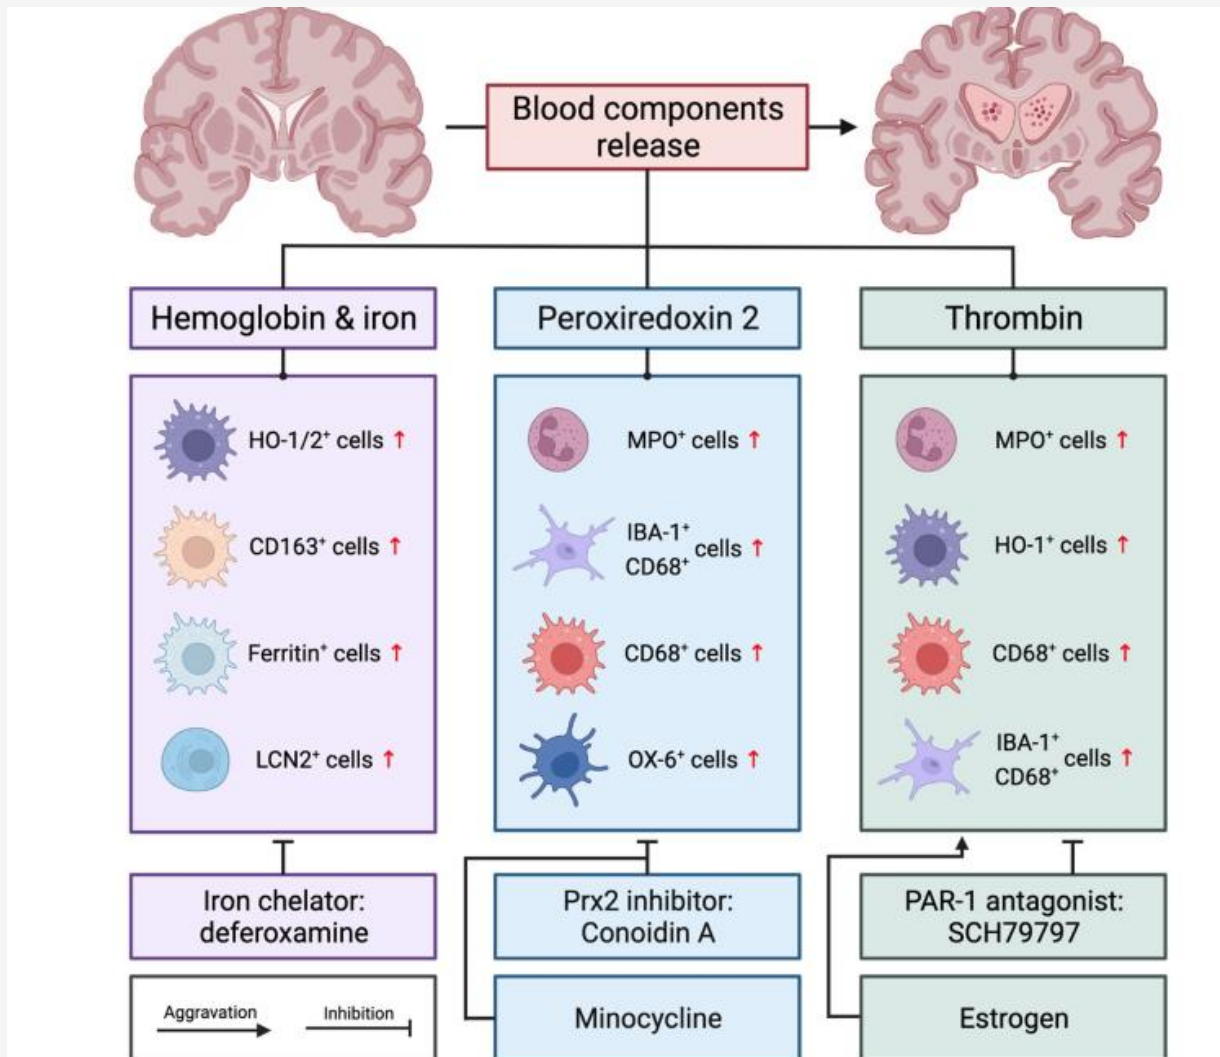 Blood components
release
Hemoglobin & iron
Peroxiredoxin 2
Thrombin
HO-1/2⁺ cells ↑
CD163⁺ cells ↑
Ferritin⁺ cells ↑
LCN2⁺ cells ↑
MPO⁺ cells ↑
IBA-1⁺
CD68⁺ cells ↑
CD68⁺ cells ↑
OX-6⁺ cells ↑
MPO⁺ cells ↑
HO-1⁺ cells ↑
CD68⁺ cells ↑
IBA-1⁺
CD68⁺ cells ↑
Iron chelator:
deferoxamine
Prx2 inhibitor:
Conoidin A
PAR-1 antagonist:
SCH79797
Aggravation
Inhibition
Minocycline
Estrogen